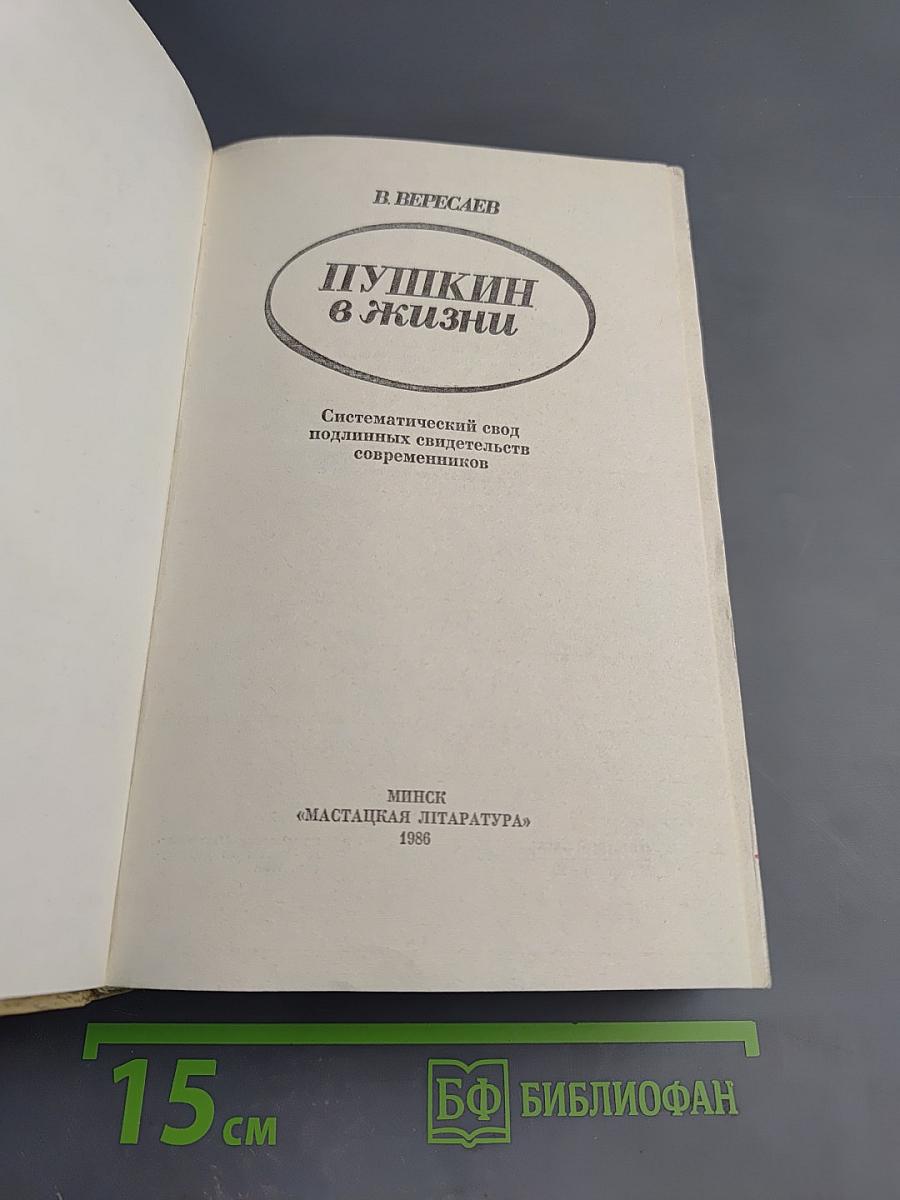 В. ВЕРЕСАЕВ
ПУШКИН
в жизни
Систематический свод
подлинных свидетельств
современников
МИНСК
«МАСТАЦКАЯ ЛІТАРАТУРА»
1986
15 см
БФ БИБЛИОФАН